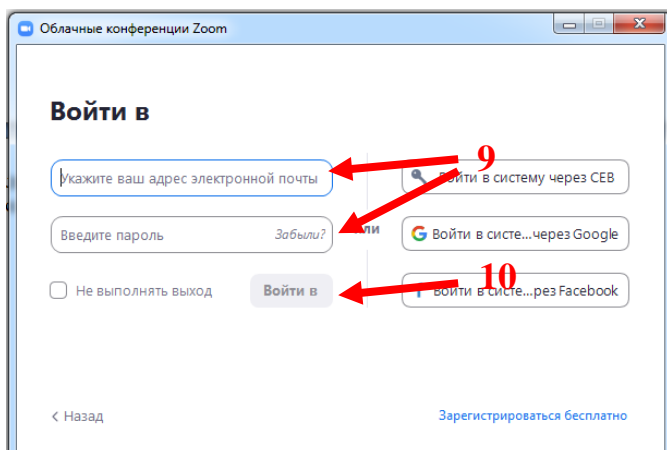 Облачные конференции Zoom
Войти в
Укажите ваш адрес электронной почты
9
Войти в систему через СЕВ
Введите пароль
Забыли?
или
Войти в систе...через Google
Не выполнять выход
Войти в
10
Войти в систе...рез Facebook
< Назад
Зарегистрироваться бесплатно